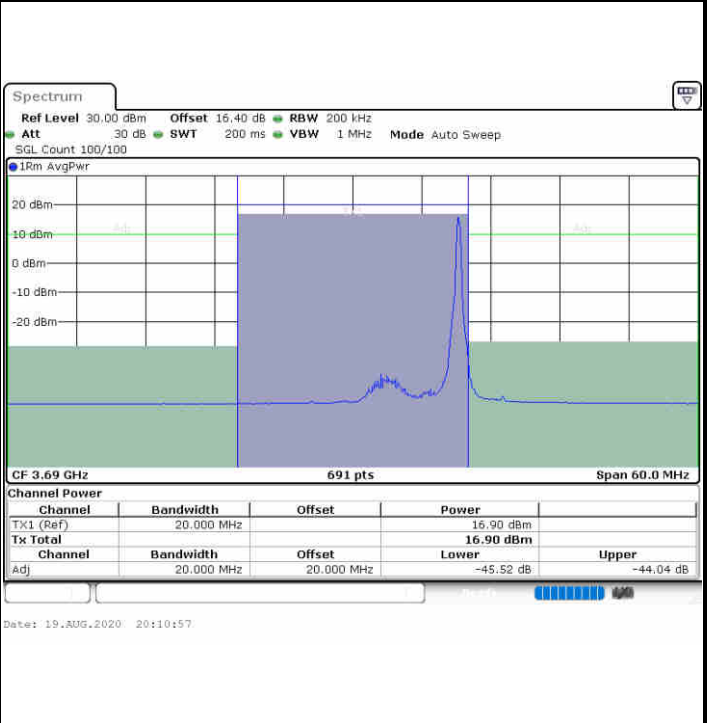 Spectrum
Ref Level 30.00 dBm Offset 16.40 dB RBW 200 kHz
Att 30 dB SWT 200 ms VBW 1 MHz Mode Auto Sweep
SGL Count 100/100
1Rm AvgPwr
20 dBm
Adj Adj
10 dBm
0 dBm
-10 dBm
-20 dBm
CF 3.69 GHz 691 pts Span 60.0 MHz
Channel Power
Channel Bandwidth Offset Power
TX1 (Ref) 20.000 MHz 16.90 dBm
Tx Total 16.90 dBm
Channel Bandwidth Offset Lower Upper
Adj 20.000 MHz 20.000 MHz -45.52 dB -44.04 dB
Date: 19.AUG.2020 20:10:57